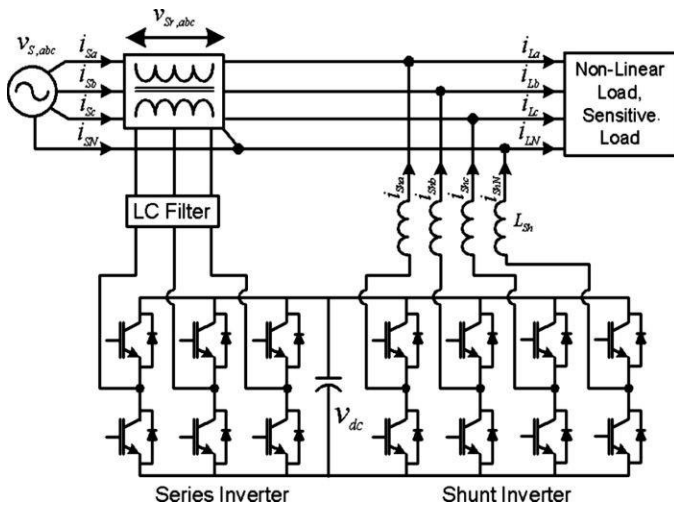 v_{S,abc}
v_{Sr,abc}
i_{Sa}
i_{Sb}
i_{Sc}
i_{SN}
i_{La}
i_{Lb}
i_{Lc}
i_{LN}
Non-Linear
Load,
Sensitive.
Load
LC Filter
i_{Sha}
i_{Shb}
i_{Shc}
i_{ShN}
L_{Sh}
v_{dc}
Series Inverter
Shunt Inverter